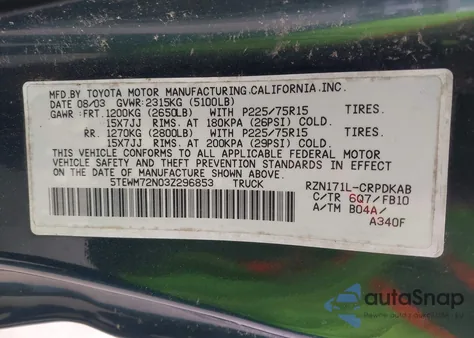 MFD.BY TOYOTA MOTOR MANUFACTURING.CALIFORNIA.INC.
DATE 08/03 GVWR:2315KG (5100LB)
GAWR:FRT.1200KG (2650LB) WITH P225/75R15 TIRES
15X7JJ RIMS AT 180KPA (26PSI) COLD.
RR. 1270KG (2800LB) WITH P225/75R15 TIRES
15X7JJ RIMS AT 200KPA (29PSI) COLD.
THIS VEHICLE CONFORMS TO ALL APPLICABLE FEDERAL MOTOR
VEHICLE SAFETY, BUMPER, AND THEFT PREVENTION STANDARDS IN
EFFECT ON THE DATE OF MANUFACTURE SHOWN ABOVE.
5TEWM72N03Z296853 TRUCK RZN171L-CRPDKAB
C/TR 6Q7/FB10
A/TM B04A/
A340F
autoSnap